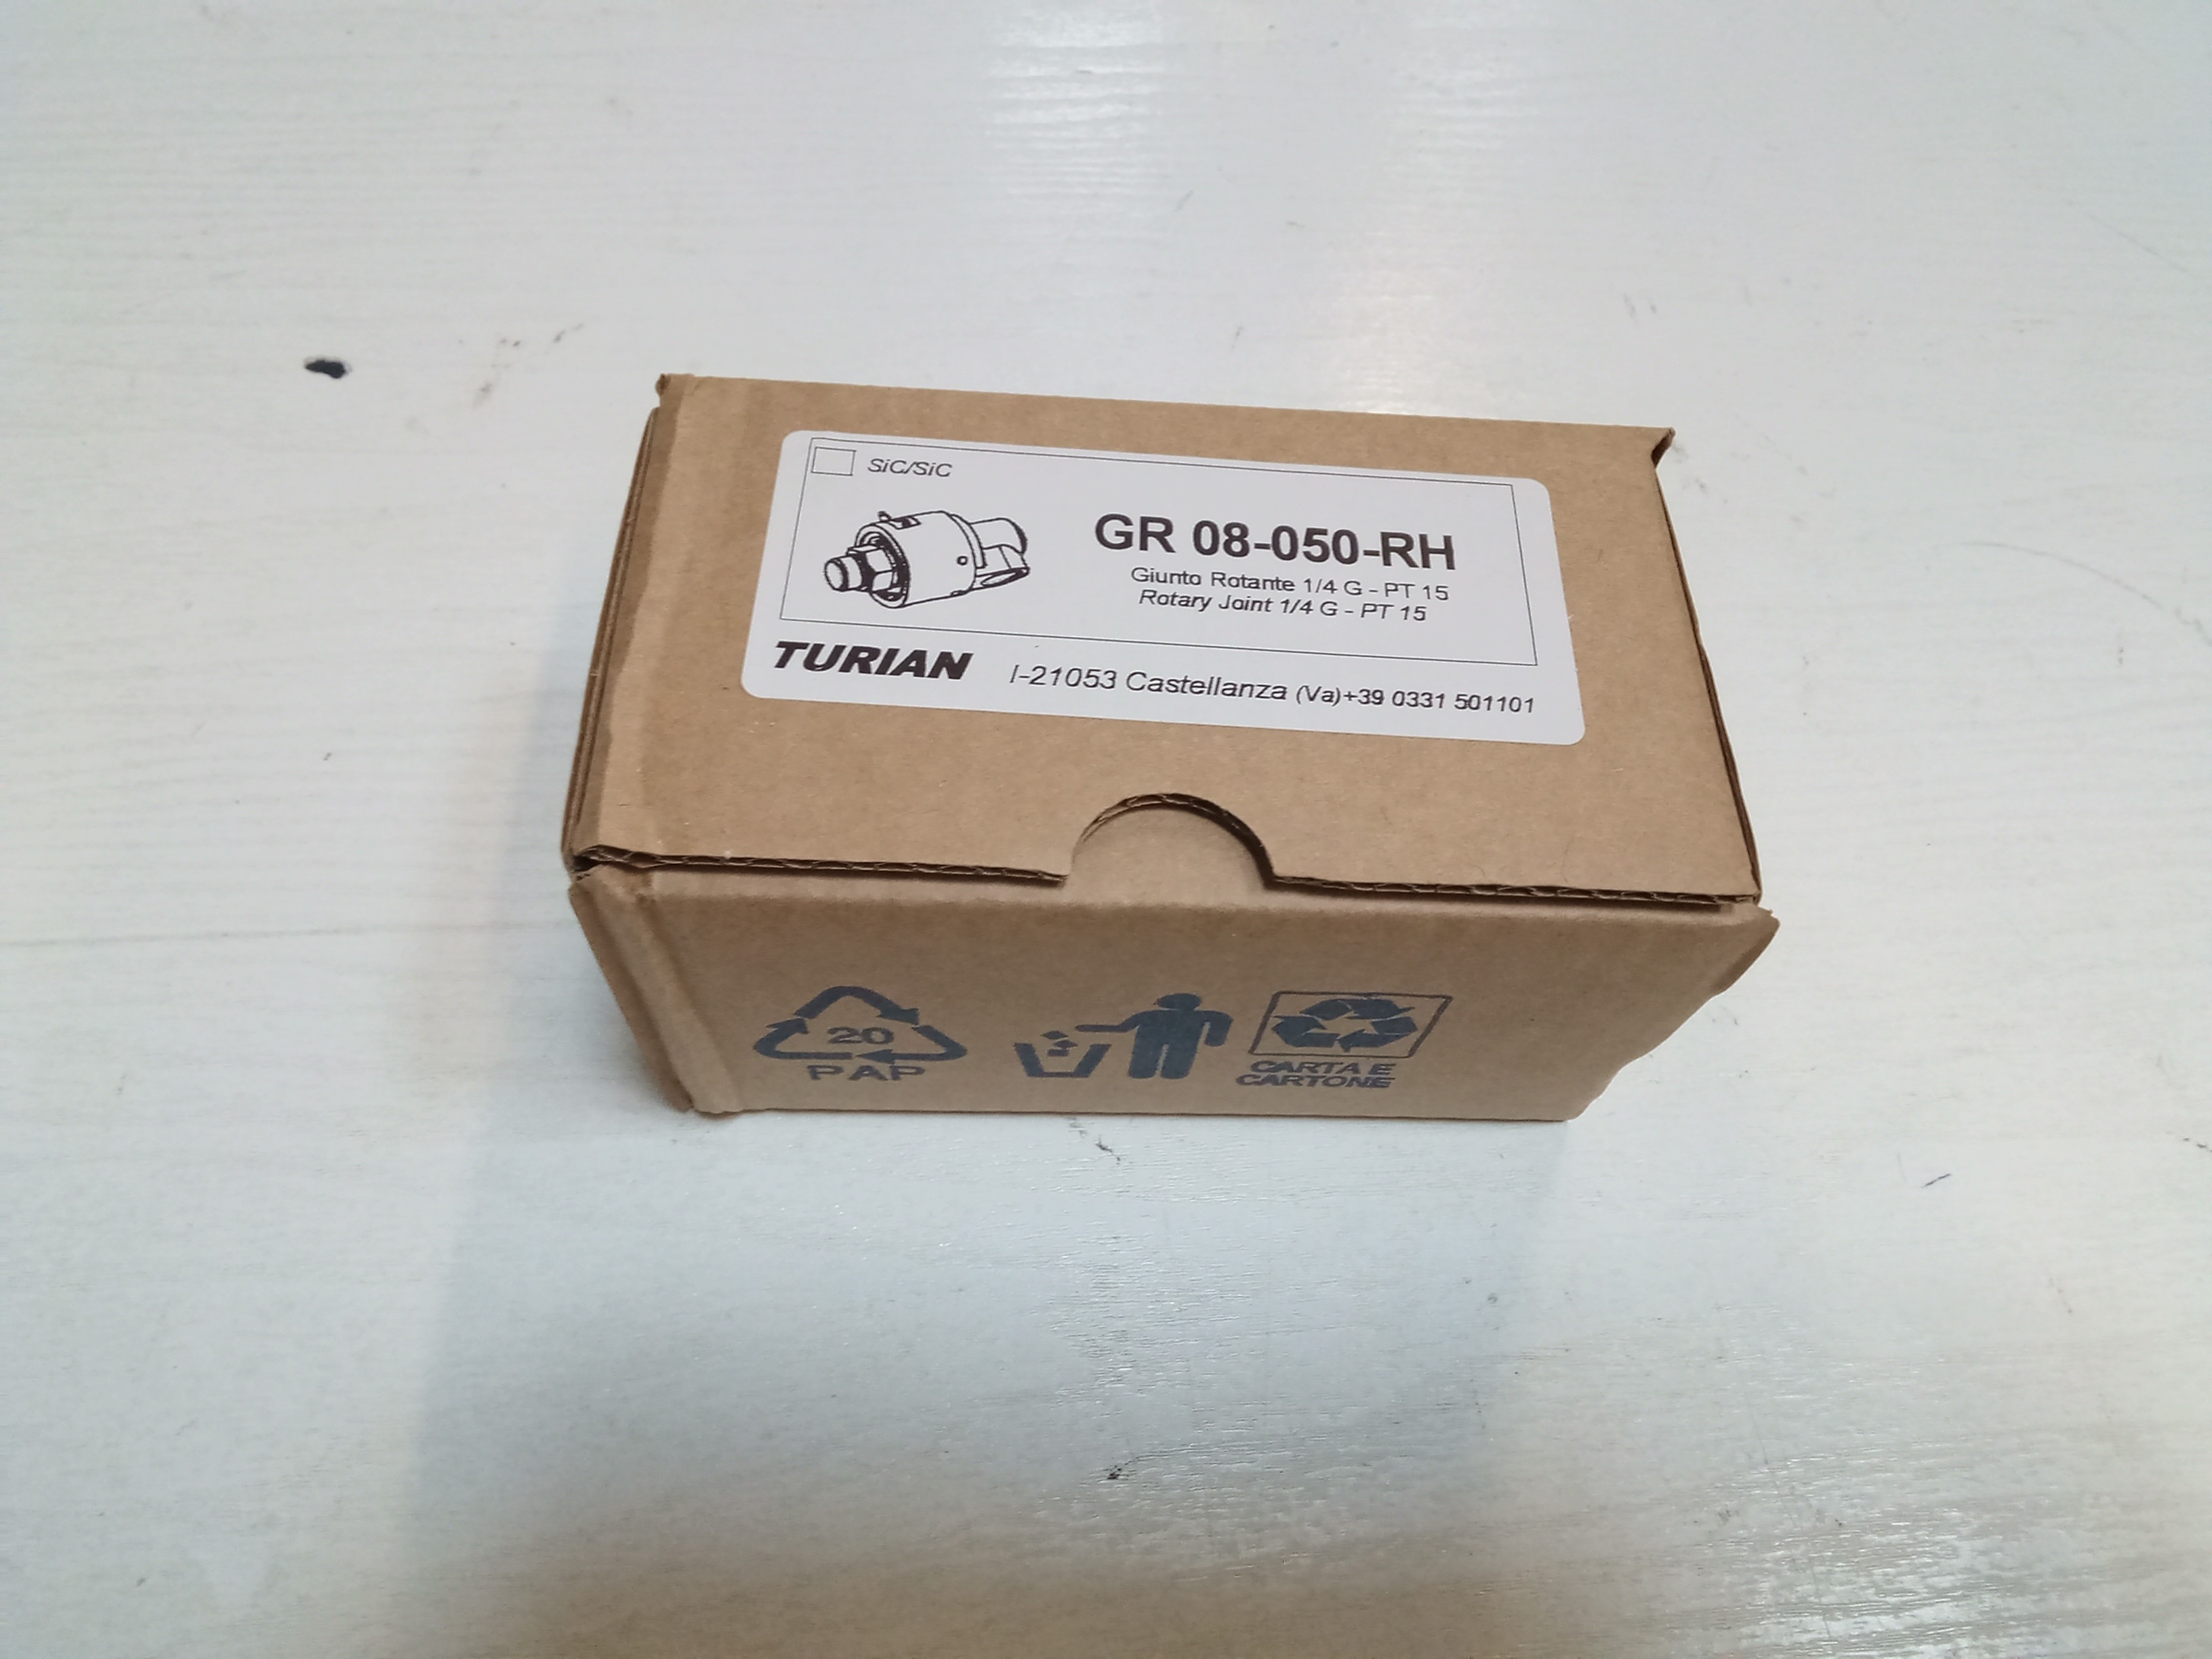 SiC/SiC
GR 08-050-RH
Giunto Rotante 1/4 G - PT 15
Rotary Joint 1/4 G - PT 15
TURIAN I-21053 Castellanza (Va)+39 0331 501101
20
PAP
CARTA E
CARTONE